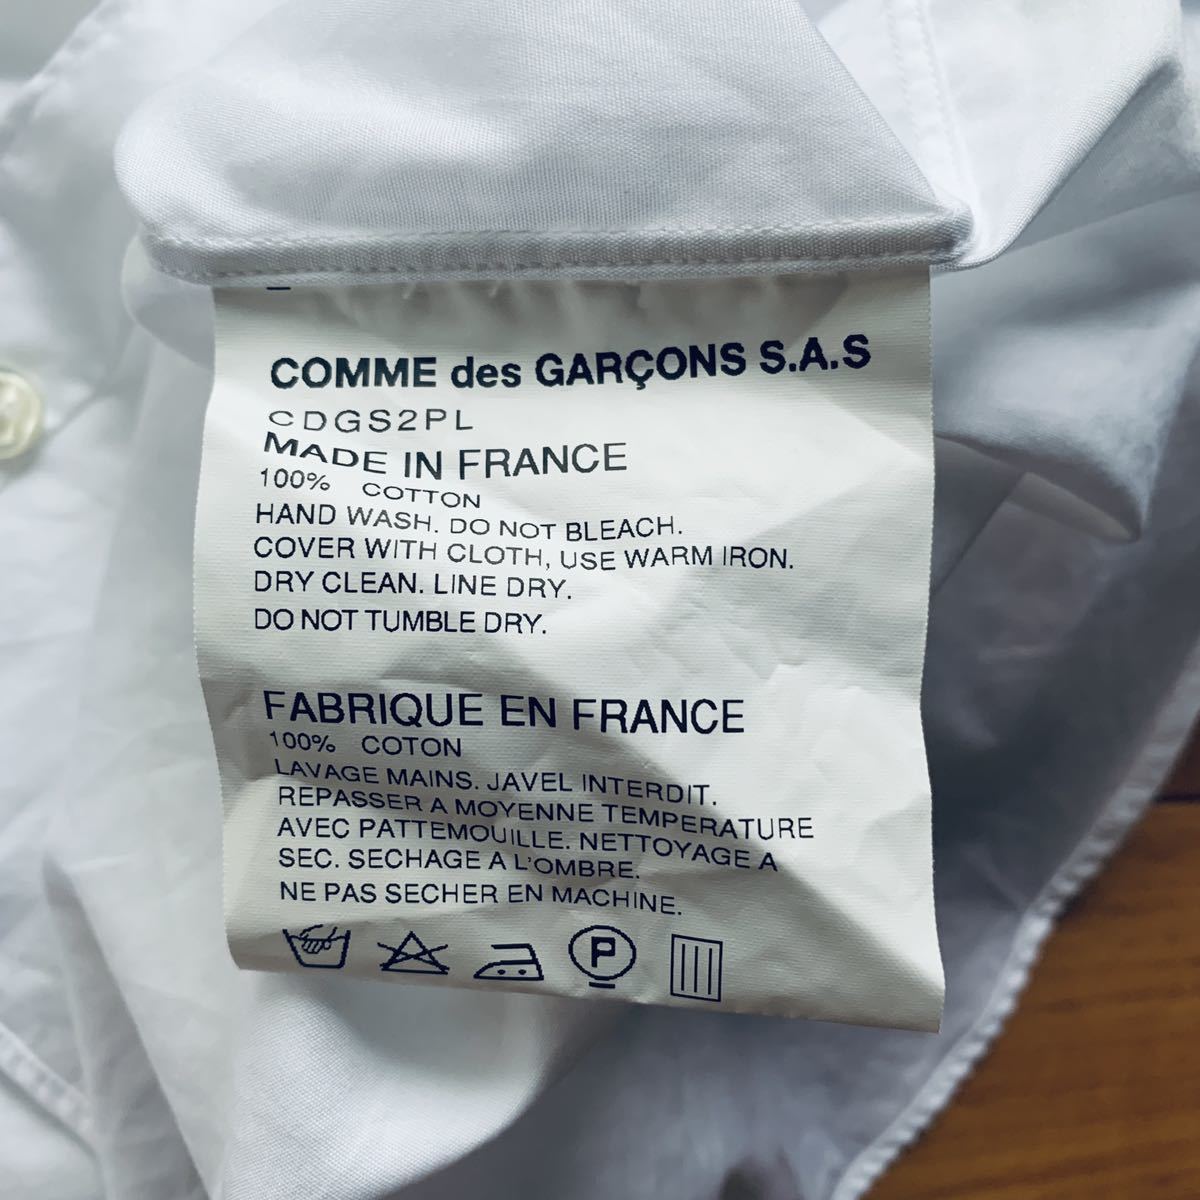 COMME des GARÇONS S.A.S
CDGS2PL
MADE IN FRANCE
100% COTTON
HAND WASH. DO NOT BLEACH.
COVER WITH CLOTH, USE WARM IRON.
DRY CLEAN. LINE DRY.
DO NOT TUMBLE DRY.
FABRIQUE EN FRANCE
100% COTON
LAVAGE MAINS. JAVEL INTERDIT.
REPASSER A MOYENNE TEMPERATURE
AVEC PATTEMOUILLE. NETTOYAGE A
SEC. SECHAGE A L'OMBRE.
NE PAS SECHER EN MACHINE.
P